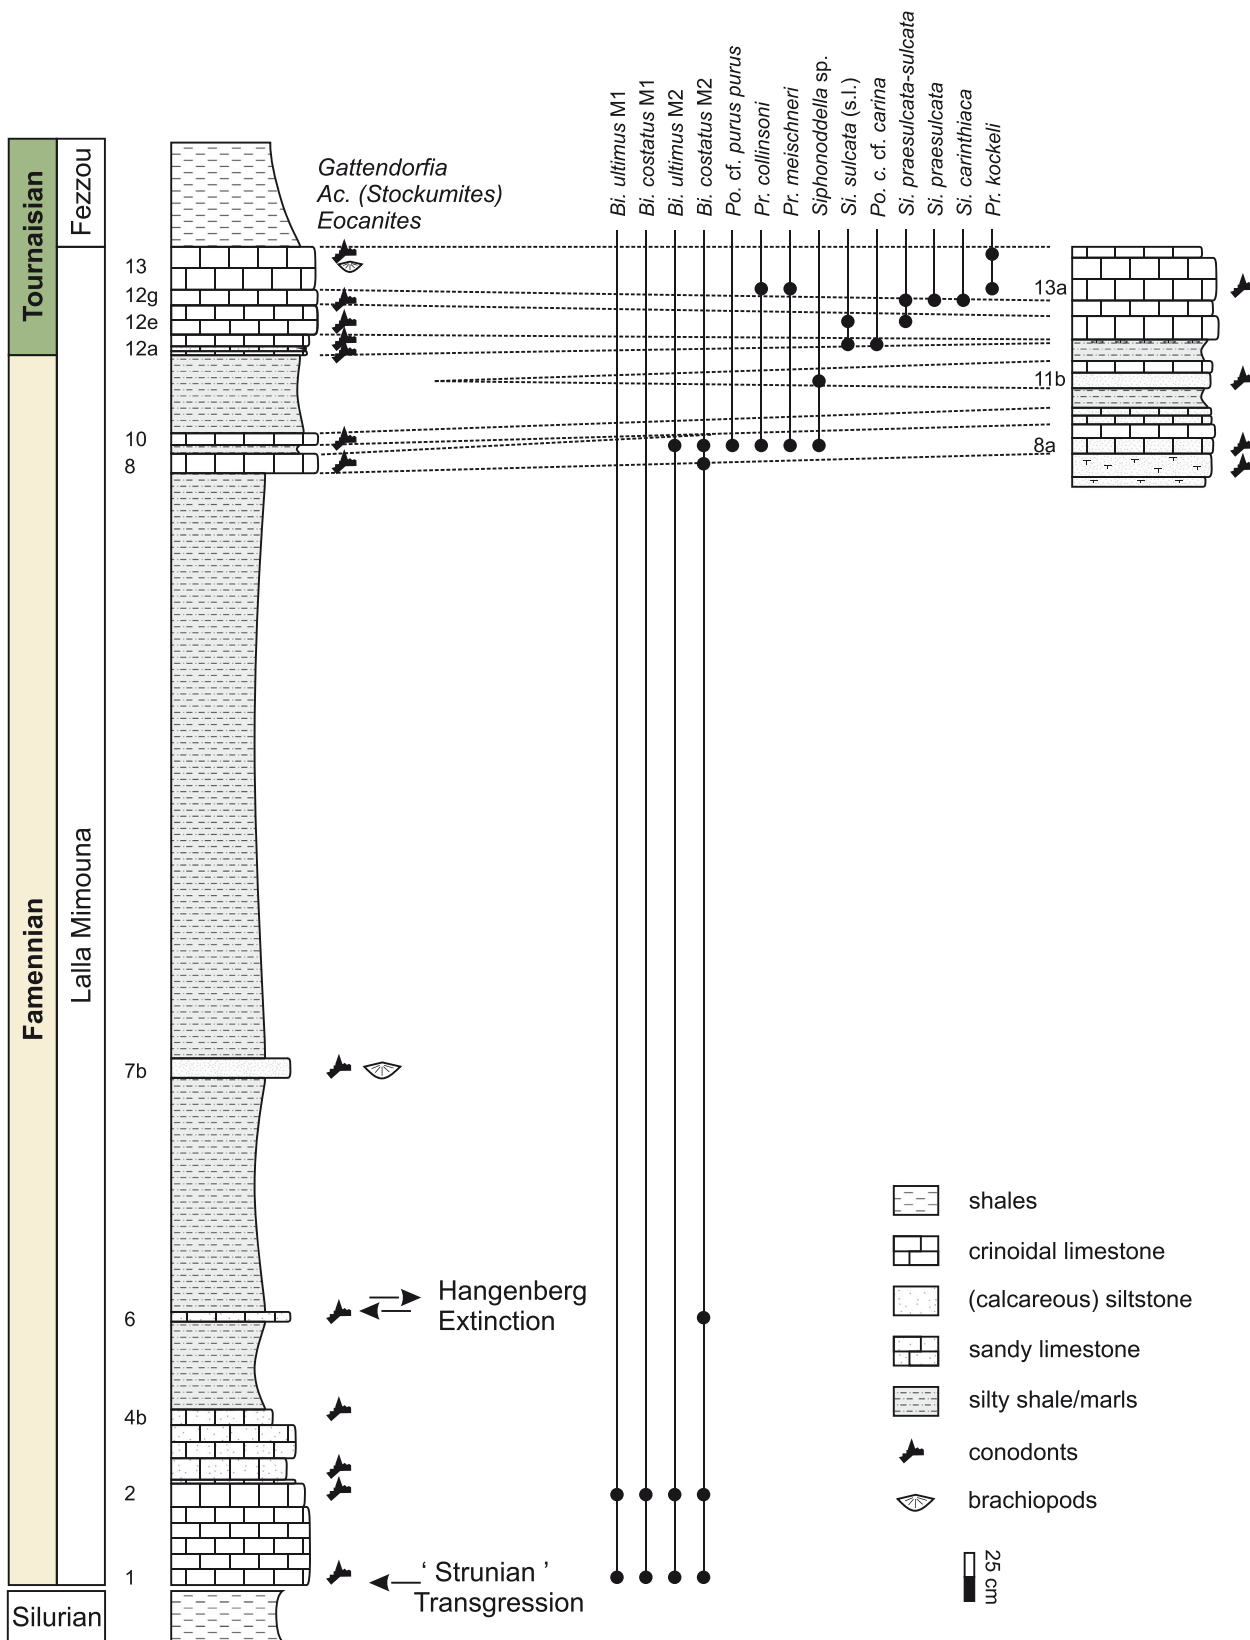 Bi. ultimus M1
Bi. costatus M1
Bi. ultimus M2
Bi. costatus M2
Po. cf. purus purus
Pr. collinsoni
Pr. meischneri
Siphonoddella sp.
Si. sulcata (s.l.)
Po. c. cf. carina
Si. praesulcata-sulcata
Si. praesulcata
Si. carinthiaca
Pr. kockeli
Tournaisian
Fezzou
Gattendorfia
Ac. (Stockumites)
Eocanites
13
12g
12e
12a
10
8
13a
11b
8a
Famennian
Lalla Mimouna
7b
6
Hangenberg
Extinction
4b
2
1
‘ Strunian ’
Transgression
Silurian
shales
crinoidal limestone
(calcareous) siltstone
sandy limestone
silty shale/marls
conodonts
brachiopods
25 cm